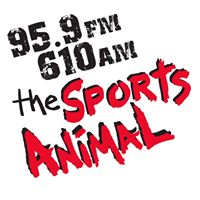 95.9 FM
610 AM
the SPORTS
ANIMAL